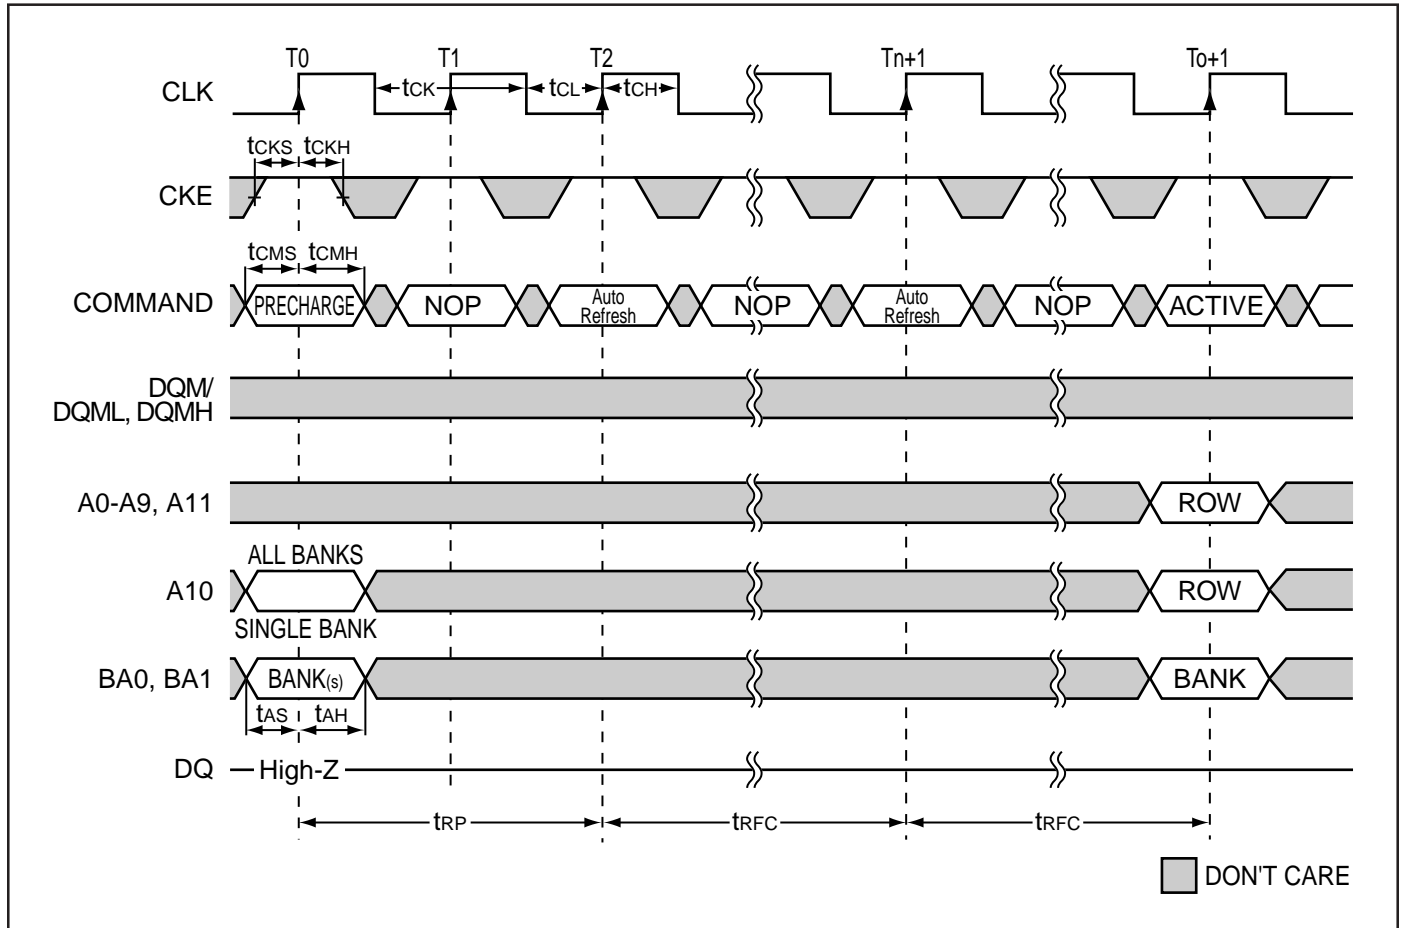 T0 T1 T2 Tn+1 To+1
CLK tCK tCL tCH
tCKS tCKH
CKE
tCMS tCMH
COMMAND PRECHARGE NOP Auto Refresh NOP Auto Refresh NOP ACTIVE
DQM/
DQML, DQMH
A0-A9, A11 ROW
ALL BANKS
A10 ROW
SINGLE BANK
BA0, BA1 BANK(s) BANK
tAS tAH
DQ High-Z
tRP tRFC tRFC
DON'T CARE